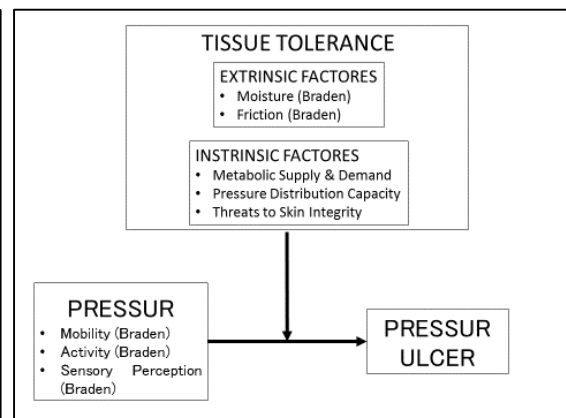 TISSUE TOLERANCE
EXTRINSIC FACTORES
• Moisture (Braden)
• Friction (Braden)
INSTRINSIC FACTORES
• Metabolic Supply & Demand
• Pressure Distribution Capacity
• Threats to Skin Integrity
PRESSUR
• Mobility (Braden)
• Activity (Braden)
• Sensory Perception
(Braden)
PRESSUR
ULCER